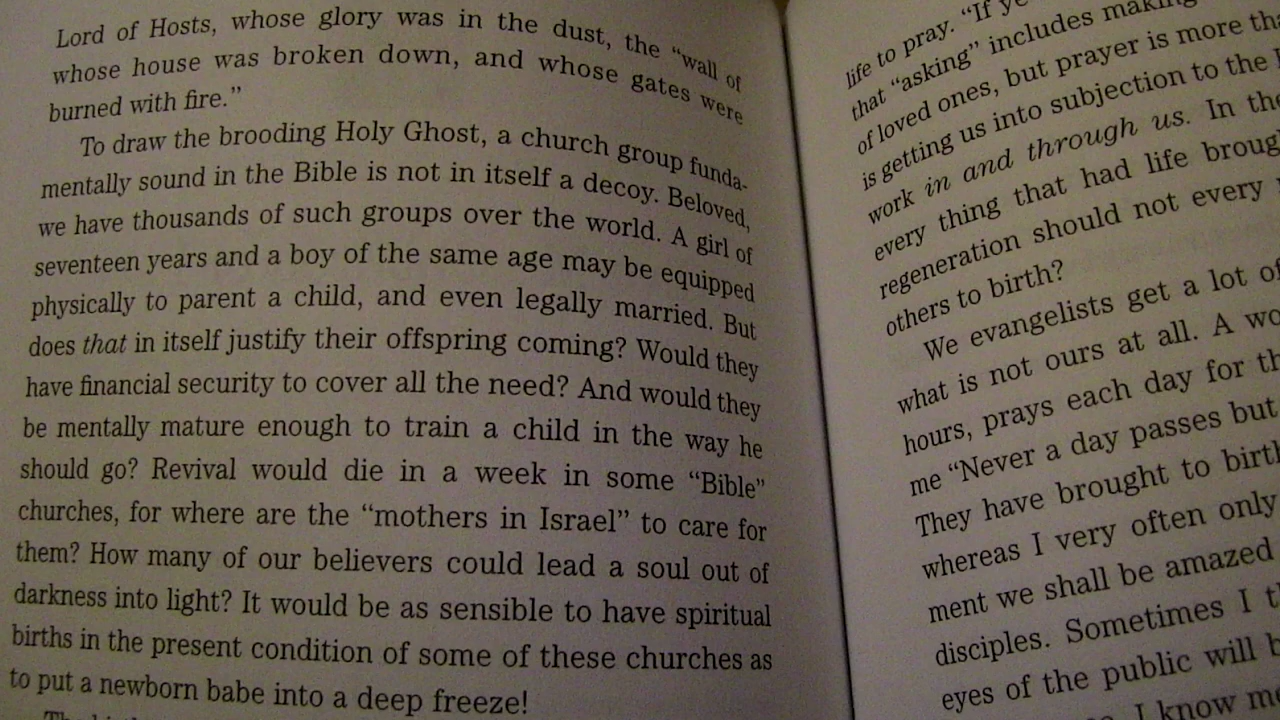 Lord of Hosts, whose glory was in the dust, the “wall of
whose house was broken down, and whose gates were
burned with fire.”
To draw the brooding Holy Ghost, a church group funda-
mentally sound in the Bible is not in itself a decoy. Beloved,
we have thousands of such groups over the world. A girl of
seventeen years and a boy of the same age may be equipped
physically to parent a child, and even legally married. But
does that in itself justify their offspring coming? Would they
have financial security to cover all the need? And would they
be mentally mature enough to train a child in the way he
should go? Revival would die in a week in some “Bible”
churches, for where are the “mothers in Israel” to care for
them? How many of our believers could lead a soul out of
darkness into light? It would be as sensible to have spiritual
births in the present condition of some of these churches as
to put a newborn babe into a deep freeze!
life to pray. “If
that “asking” includes making
of loved ones, but prayer is more
is getting us into subjection to the
work in and through us. In the
every thing that had life
regeneration should not every
others to birth?
We evangelists get a lot of
what is not ours at all. A
hours, prays each day for
me “Never a day passes but
They have brought to
whereas I very often only
ment we shall be amazed
disciples. Sometimes I
eyes of the public will
I know